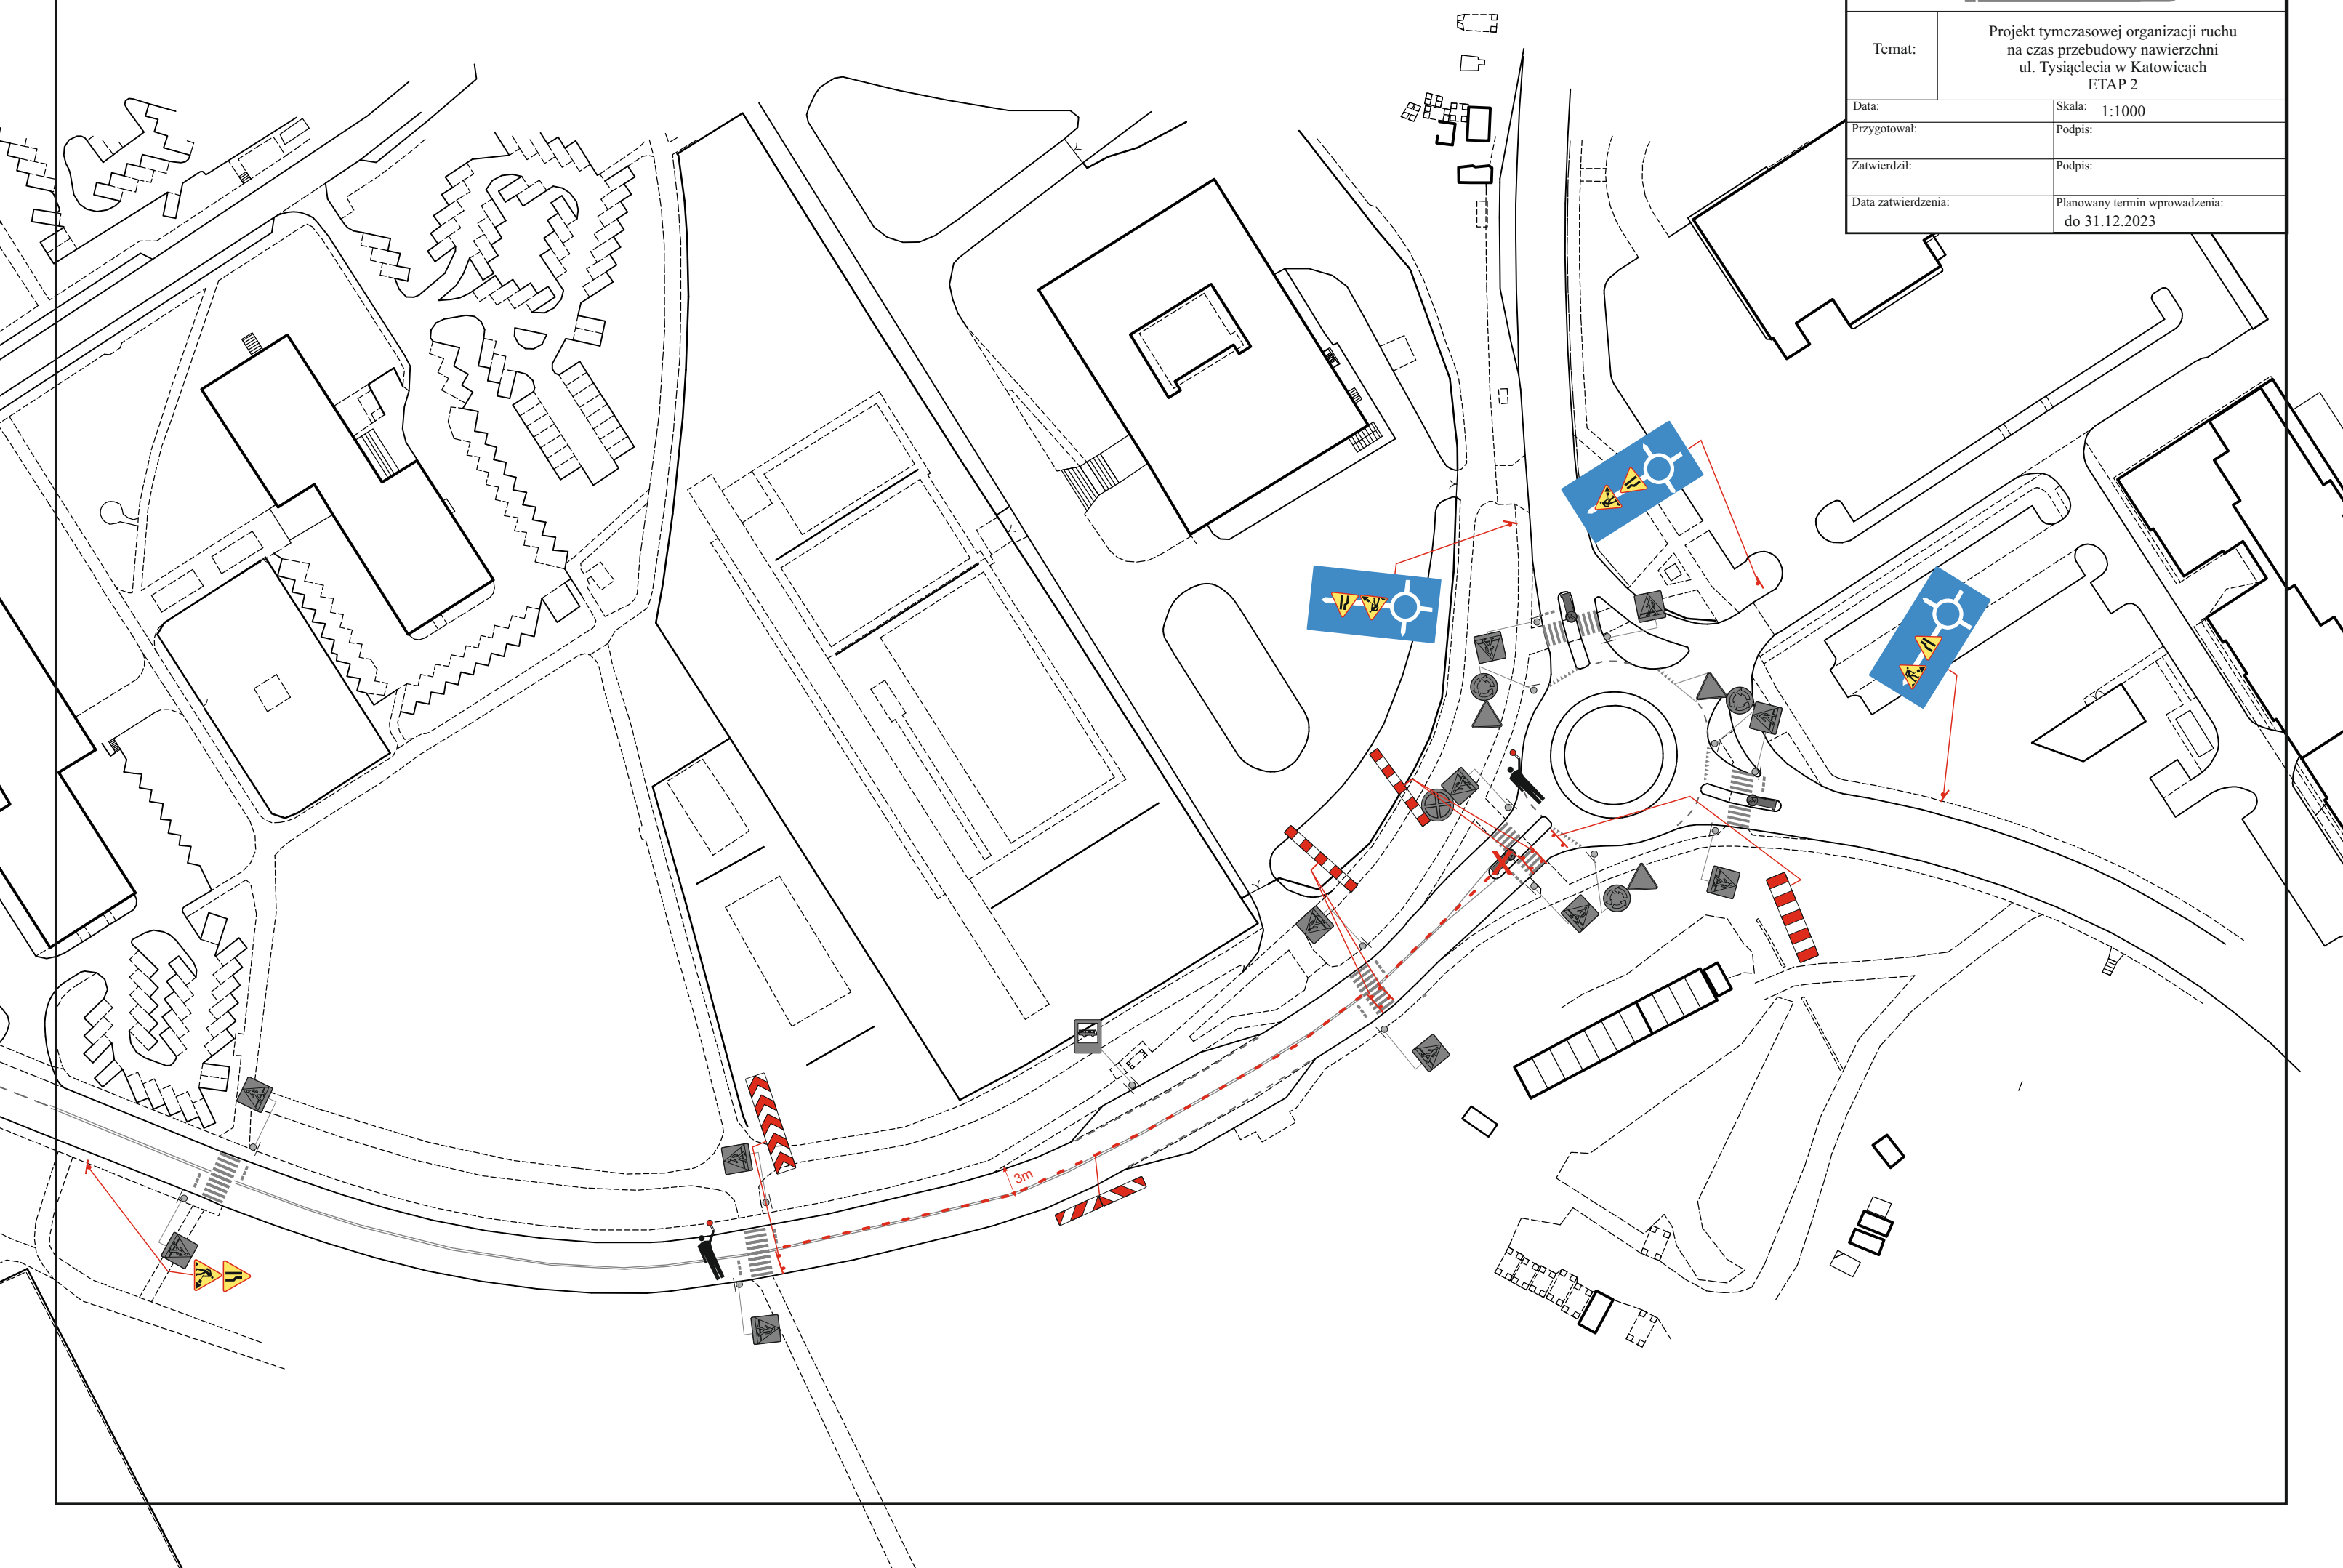 Temat:
Projekt tymczasowej organizacji ruchu
na czas przebudowy nawierzchni
ul. Tysiąclecia w Katowicach
ETAP 2
Data:
Skala: 1:1000
Przygotował:
Podpis:
Zatwierdził:
Podpis:
Data zatwierdzenia:
Planowany termin wprowadzenia:
do 31.12.2023
3m